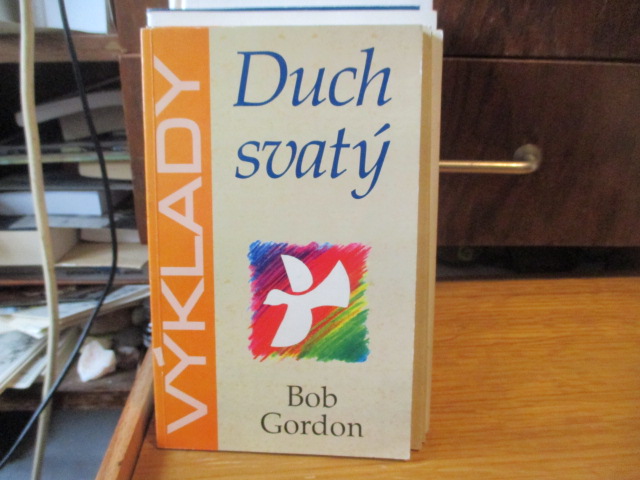 VÝKLADY
Duch
svatý
Bob
Gordon